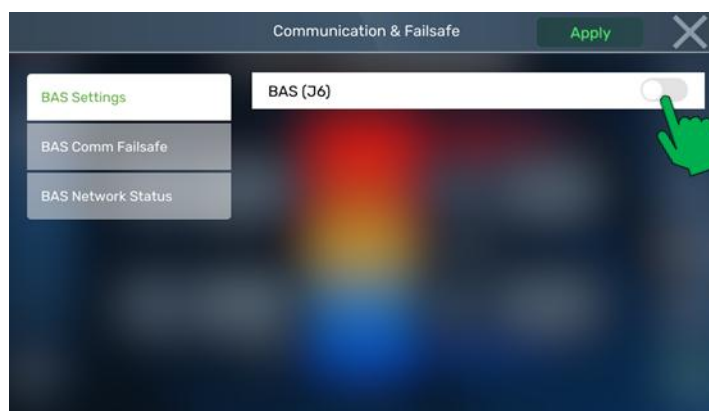 Communication & Failsafe
Apply
BAS Settings
BAS (J6)
BAS Comm Failsafe
BAS Network Status